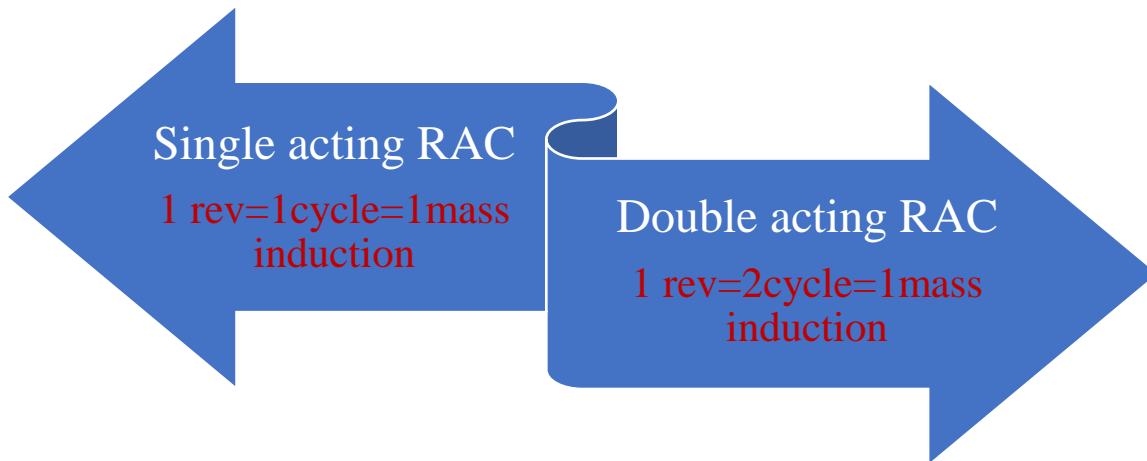 Single acting RAC
1 rev=1cycle=1mass
induction
Double acting RAC
1 rev=2cycle=1mass
induction